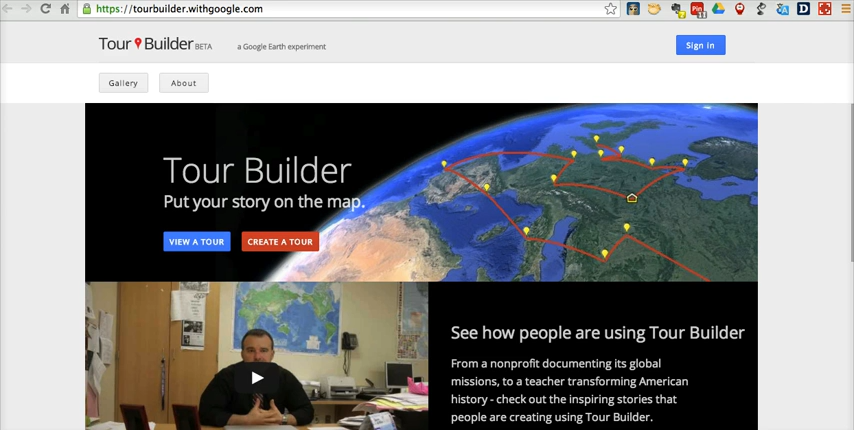 https://tourbuilder.withgoogle.com
Pin
11
D
Tour Builder BETA a Google Earth experiment
Sign in
Gallery About
Tour Builder
Put your story on the map.
VIEW A TOUR CREATE A TOUR
See how people are using Tour Builder
From a nonprofit documenting its global
missions, to a teacher transforming American
history - check out the inspiring stories that
people are creating using Tour Builder.